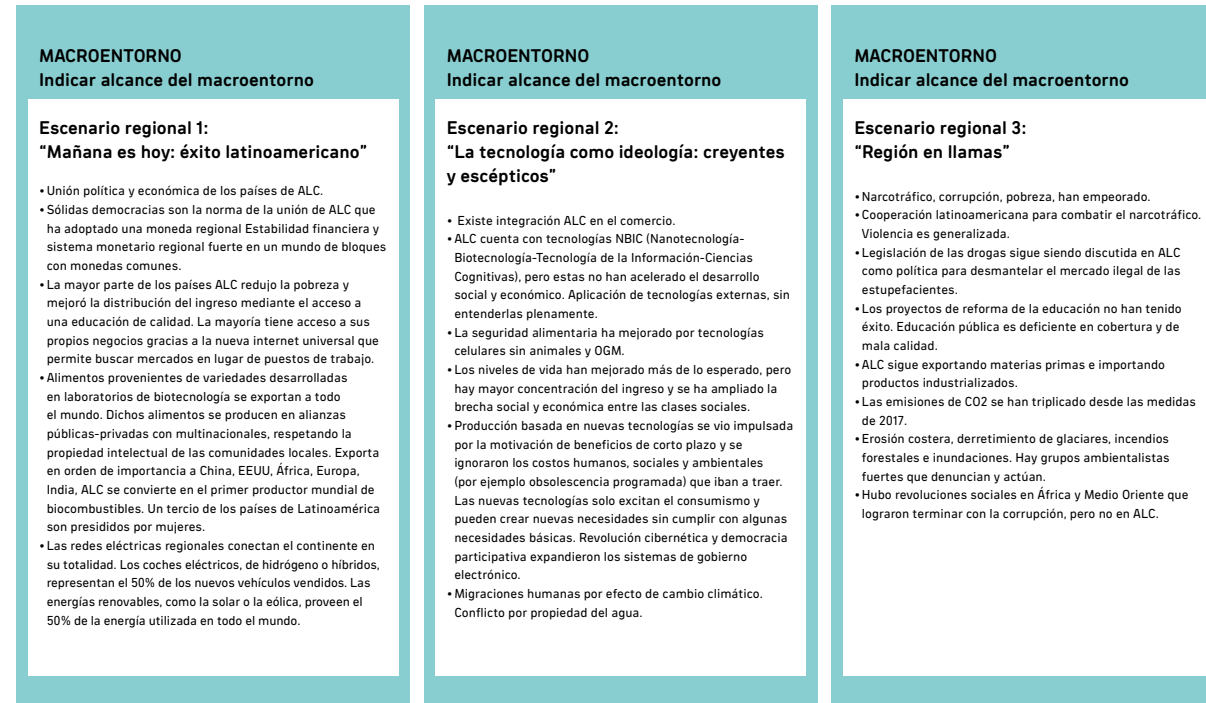 MACROENTORNO
Indicar alcance del macroentorno
Escenario regional 1:
“Mañana es hoy: éxito latinoamericano”
• Unión política y económica de los países de ALC.
• Sólidas democracias son la norma de la unión de ALC que
ha adoptado una moneda regional Estabilidad financiera y
sistema monetario regional fuerte en un mundo de bloques
con monedas comunes.
• La mayor parte de los países ALC redujo la pobreza y
mejoró la distribución del ingreso mediante el acceso a
una educación de calidad. La mayoría tiene acceso a sus
propios negocios gracias a la nueva internet universal que
permite buscar mercados en lugar de puestos de trabajo.
• Alimentos provenientes de variedades desarrolladas
en laboratorios de biotecnología se exportan a todo
el mundo. Dichos alimentos se producen en alianzas
públicas-privadas con multinacionales, respetando la
propiedad intelectual de las comunidades locales. Exporta
en orden de importancia a China, EEUU, África, Europa,
India, ALC se convierte en el primer productor mundial de
biocombustibles. Un tercio de los países de Latinoamérica
son presididos por mujeres.
• Las redes eléctricas regionales conectan el continente en
su totalidad. Los coches eléctricos, de hidrógeno o híbridos,
representan el 50% de los nuevos vehículos vendidos. Las
energías renovables, como la solar o la eólica, proveen el
50% de la energía utilizada en todo el mundo.
MACROENTORNO
Indicar alcance del macroentorno
Escenario regional 2:
“La tecnología como ideología: creyentes
y escépticos”
• Existe integración ALC en el comercio.
• ALC cuenta con tecnologías NBIC (Nanotecnología-
Biotecnología-Tecnología de la Información-Ciencias
Cognitivas), pero estas no han acelerado el desarrollo
social y económico. Aplicación de tecnologías externas, sin
entenderlas plenamente.
• La seguridad alimentaria ha mejorado por tecnologías
celulares sin animales y OGM.
• Los niveles de vida han mejorado más de lo esperado, pero
hay mayor concentración del ingreso y se ha ampliado la
brecha social y económica entre las clases sociales.
• Producción basada en nuevas tecnologías se vio impulsada
por la motivación de beneficios de corto plazo y se
ignoraron los costos humanos, sociales y ambientales
(por ejemplo obsolescencia programada) que iban a traer.
Las nuevas tecnologías solo excitan el consumismo y
pueden crear nuevas necesidades sin cumplir con algunas
necesidades básicas. Revolución cibernética y democracia
participativa expandieron los sistemas de gobierno
electrónico.
• Migraciones humanas por efecto de cambio climático.
Conflicto por propiedad del agua.
MACROENTORNO
Indicar alcance del macroentorno
Escenario regional 3:
“Región en llamas”
• Narcotráfico, corrupción, pobreza, han empeorado.
• Cooperación latinoamericana para combatir el narcotráfico.
Violencia es generalizada.
• Legislación de las drogas sigue siendo discutida en ALC
como política para desmantelar el mercado ilegal de las
estupefacientes.
• Los proyectos de reforma de la educación no han tenido
éxito. Educación pública es deficiente en cobertura y de
mala calidad.
• ALC sigue exportando materias primas e importando
productos industrializados.
• Las emisiones de CO2 se han triplicado desde las medidas
de 2017.
• Erosión costera, derretimiento de glaciares, incendios
forestales e inundaciones. Hay grupos ambientalistas
fuertes que denuncian y actúan.
• Hubo revoluciones sociales en África y Medio Oriente que
lograron terminar con la corrupción, pero no en ALC.